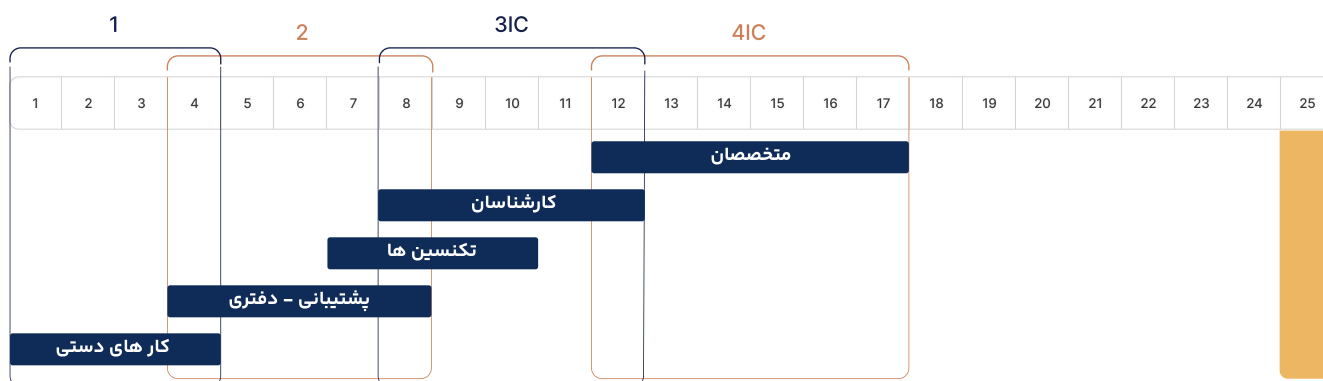 1
2
3IC
4IC
1 2 3 4 5 6 7 8 9 10 11 12 13 14 15 16 17 18 19 20 21 22 23 24 25
متخصصان
کارشناسان
تکنسین ها
پشتیبانی - دفتری
کار های دستی